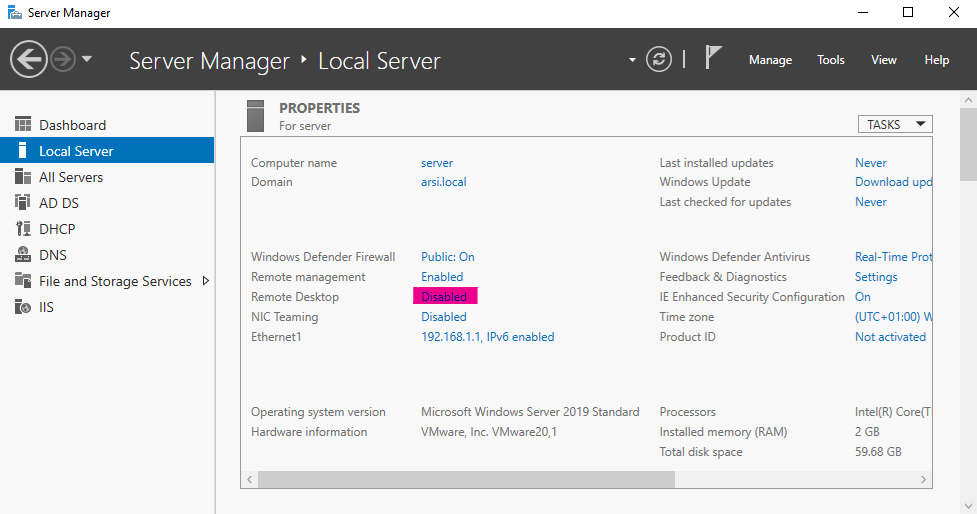 Server Manager
Server Manager ‣ Local Server
Manage Tools View Help
Dashboard
Local Server
All Servers
AD DS
DHCP
DNS
File and Storage Services
IIS
PROPERTIES
For server
TASKS
Computer name server
Domain arsi.local
Last installed updates Never
Windows Update Download upd
Last checked for updates Never
Windows Defender Firewall Public: On
Remote management Enabled
Remote Desktop Disabled
NIC Teaming Disabled
Ethernet1 192.168.1.1, IPv6 enabled
Windows Defender Antivirus Real-Time Prot
Feedback & Diagnostics Settings
IE Enhanced Security Configuration On
Time zone (UTC+01:00) W
Product ID Not activated
Operating system version Microsoft Windows Server 2019 Standard
Hardware information VMware, Inc. VMware20,1
Processors Intel(R) Core(T
Installed memory (RAM) 2 GB
Total disk space 59.68 GB